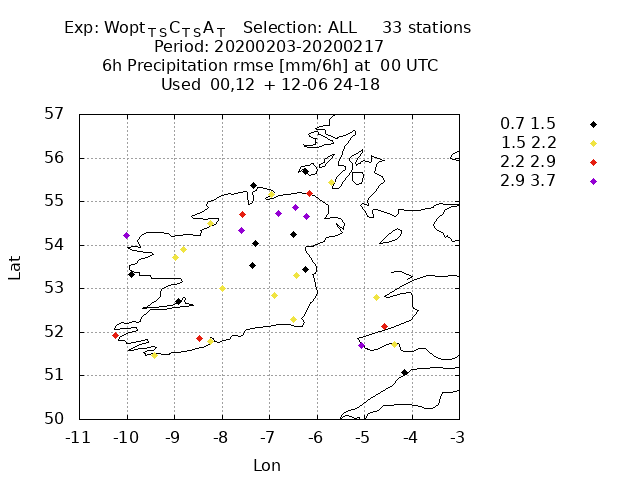 Exp: Wopt_TS C_TS A_T Selection: ALL 33 stations
Period: 20200203-20200217
6h Precipitation rmse [mm/6h] at 00 UTC
Used 00,12 + 12-06 24-18
0.7 1.5
1.5 2.2
2.2 2.9
2.9 3.7
57
56
55
54
53
52
51
50
Lat
-11 -10 -9 -8 -7 -6 -5 -4 -3
Lon